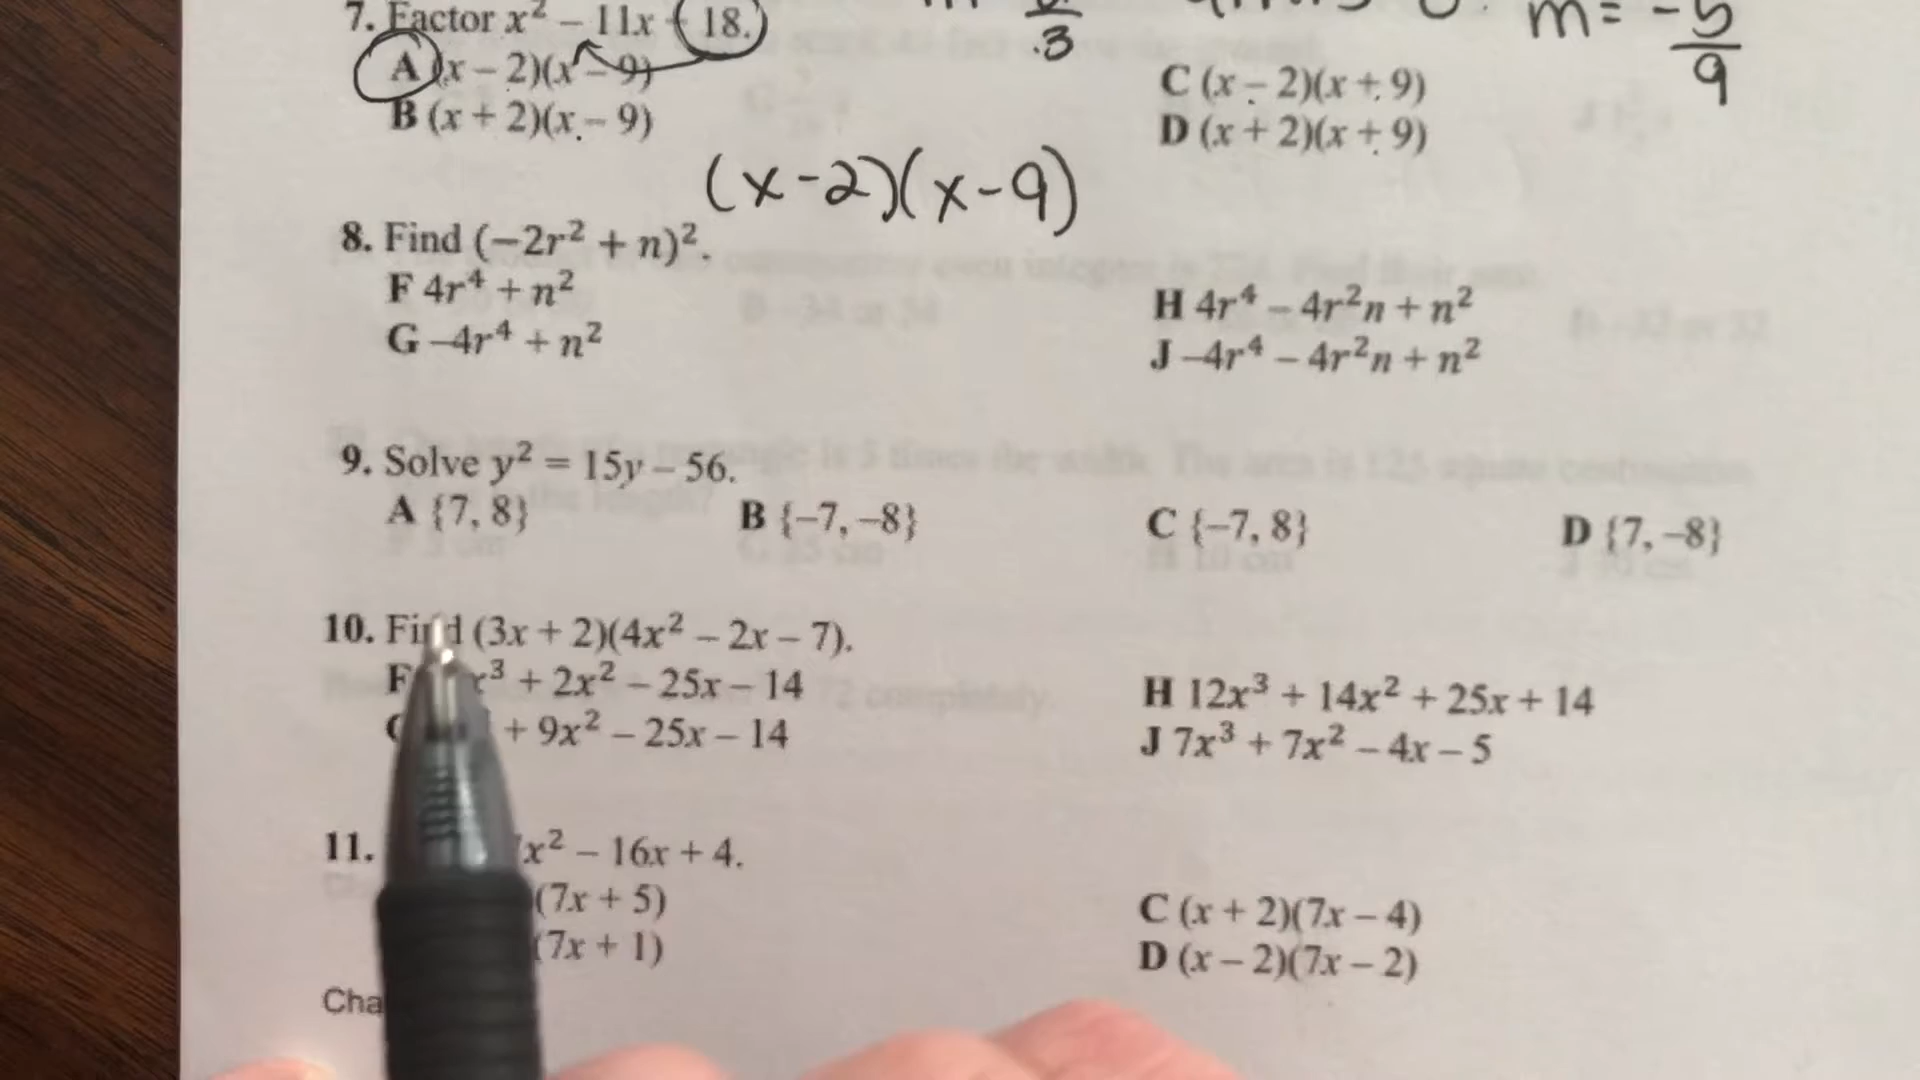 7. Factor x² – 11x + 18.
A (x – 2)(x – 9)
B (x + 2)(x – 9)
C (x – 2)(x + 9)
D (x + 2)(x + 9)
.3
m = -5
9
(x-2)(x-9)
8. Find (–2r² + n)².
F 4r⁴ + n²
G –4r⁴ + n²
H 4r⁴ – 4r²n + n²
J –4r⁴ – 4r²n + n²
9. Solve y² = 15y – 56.
A {7, 8}
B {–7, –8}
C {–7, 8}
D {7, –8}
10. Find (3x + 2)(4x² – 2x – 7).
F x³ + 2x² – 25x – 14
+ 9x² – 25x – 14
H 12x³ + 14x² + 25x + 14
J 7x³ + 7x² – 4x – 5
11. x² – 16x + 4.
(7x + 5)
(7x + 1)
C (x + 2)(7x – 4)
D (x – 2)(7x – 2)
Cha